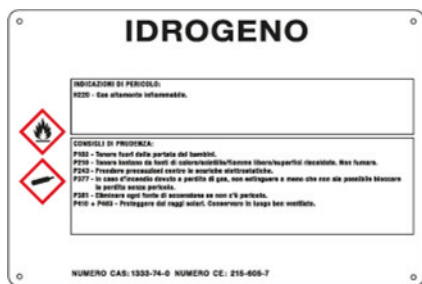 IDROGENO
INDICAZIONI DI PERICOLO:
H220 - Gas altamente infiammabile.
CONSIGLI DI PRUDENZA:
P102 - Tenere fuori dalla portata dei bambini.
P210 - Tenere lontano da fonti di calore/scintille/fiamme libere/superfici riscaldate. Non fumare.
P243 - Prendere precauzioni contro le scariche elettrostatiche.
P377 - In caso d'incendio dovuto a perdita di gas, non estinguere a meno che non sia possibile bloccare
la perdita senza pericolo.
P381 - Eliminare ogni fonte di accensione se non c'è pericolo.
P410 + P403 - Proteggere dai raggi solari. Conservare in luogo ben ventilato.
NUMERO CAS: 1333-74-0 NUMERO CE: 215-605-7